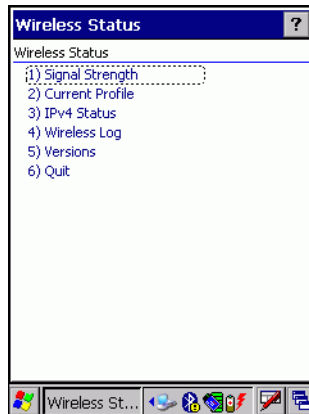 Wireless Status ?
Wireless Status
1) Signal Strength
2) Current Profile
3) IPv4 Status
4) Wireless Log
5) Versions
6) Quit
Wireless St...